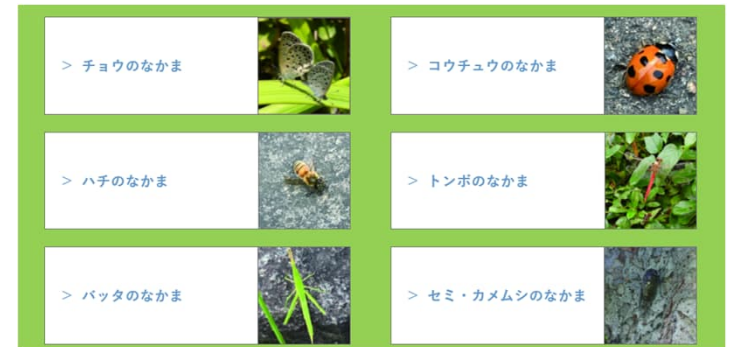 > チョウのなかま
> コウチュウのなかま
> ハチのなかま
> トンボのなかま
> バッタのなかま
> セミ・カメムシのなかま